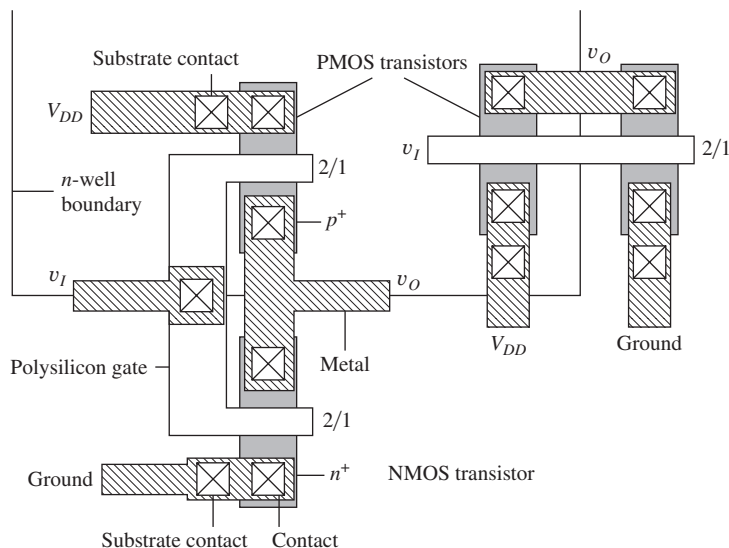 Substrate contact
PMOS transistors
v_O
V_DD
v_I
2/1
2/1
n-well
boundary
p+
v_I
v_O
V_DD
Ground
Polysilicon gate
Metal
2/1
Ground
n+
NMOS transistor
Substrate contact
Contact